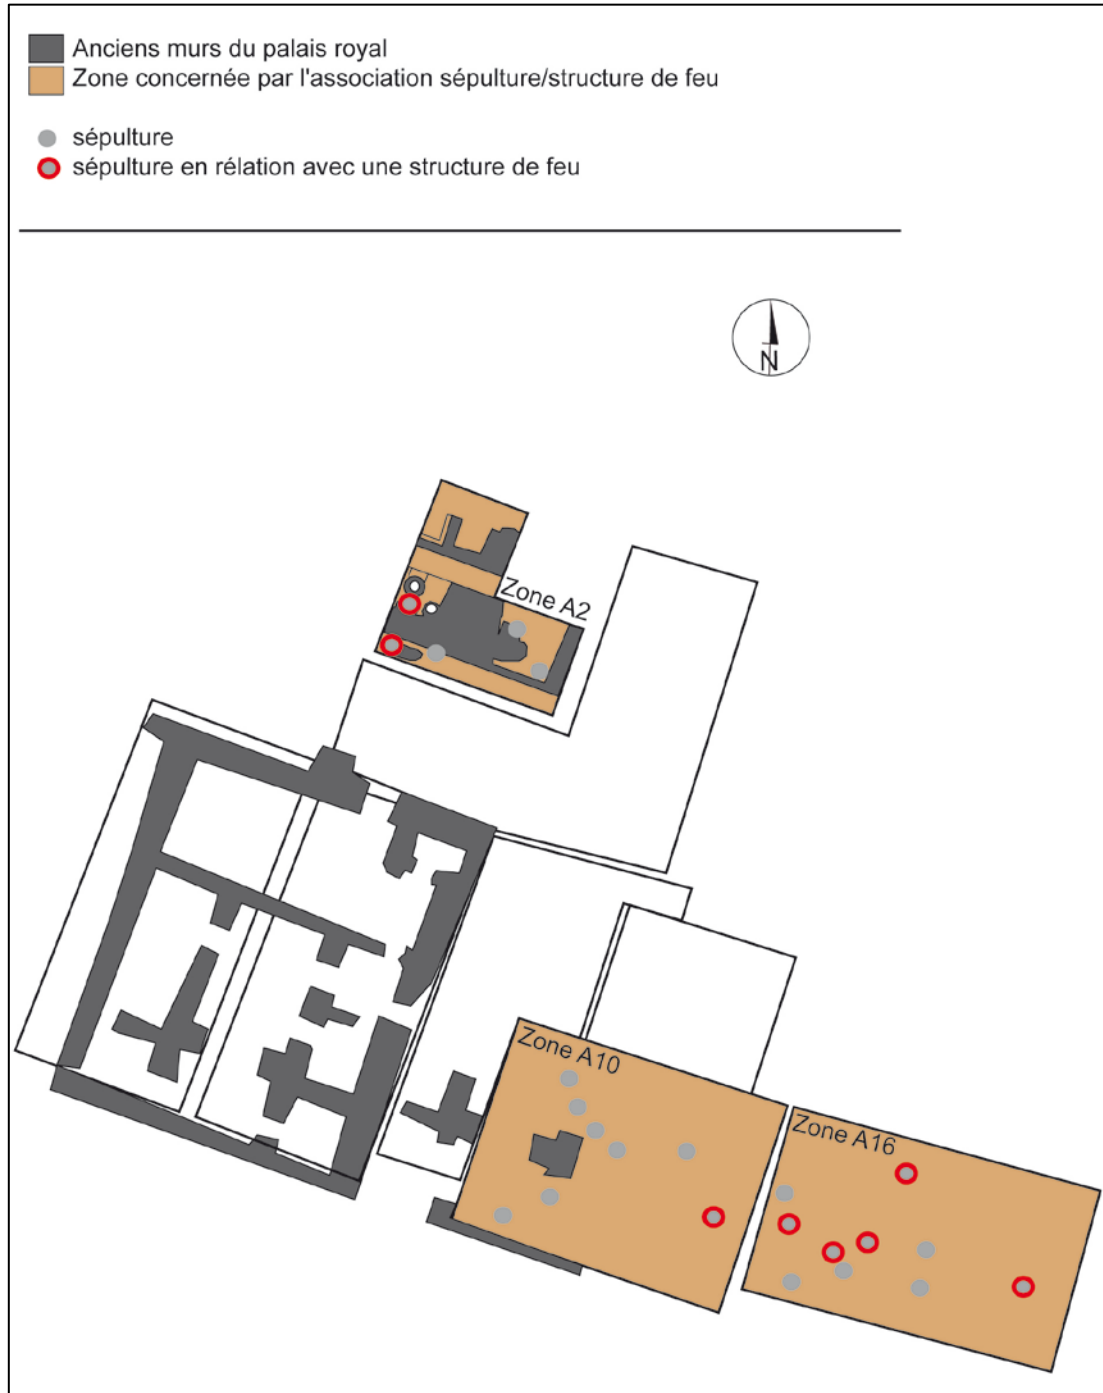 Anciens murs du palais royal
Zone concernée par l'association sépulture/structure de feu
sépulture
sépulture en rélation avec une structure de feu
N
Zone A2
Zone A10
Zone A16